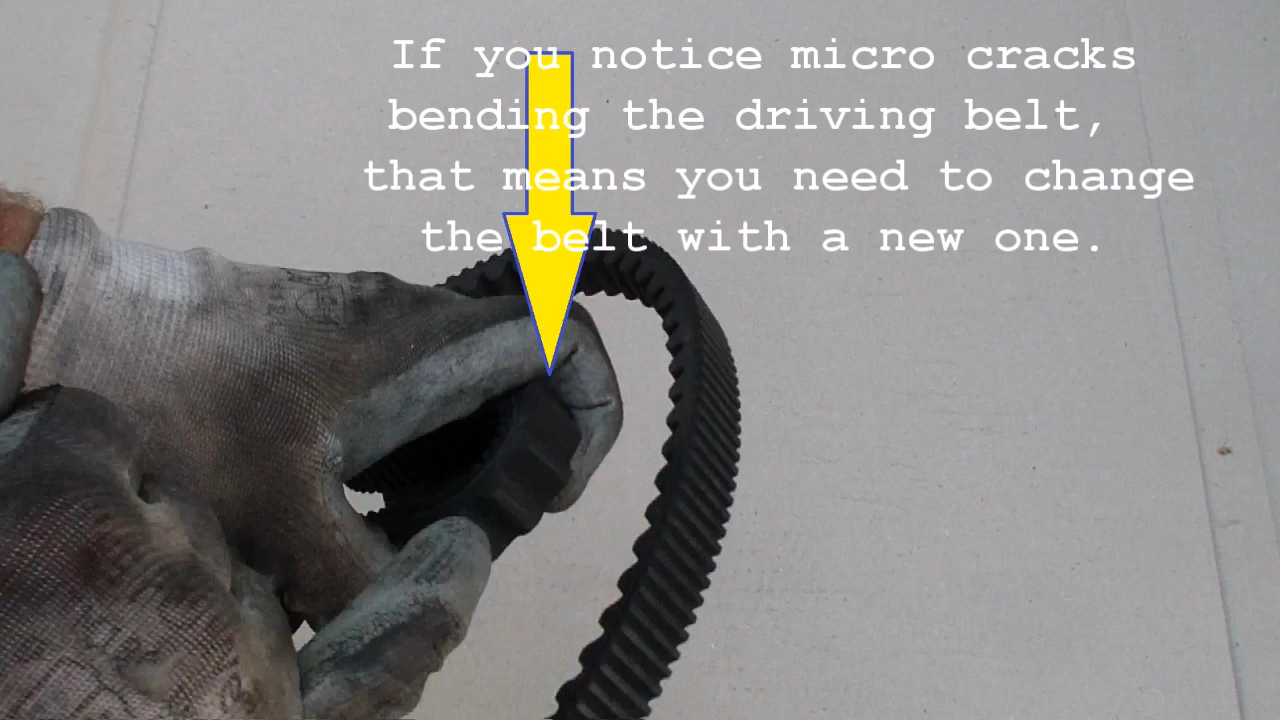 If you notice micro cracks
bending the driving belt,
that means you need to change
the belt with a new one.